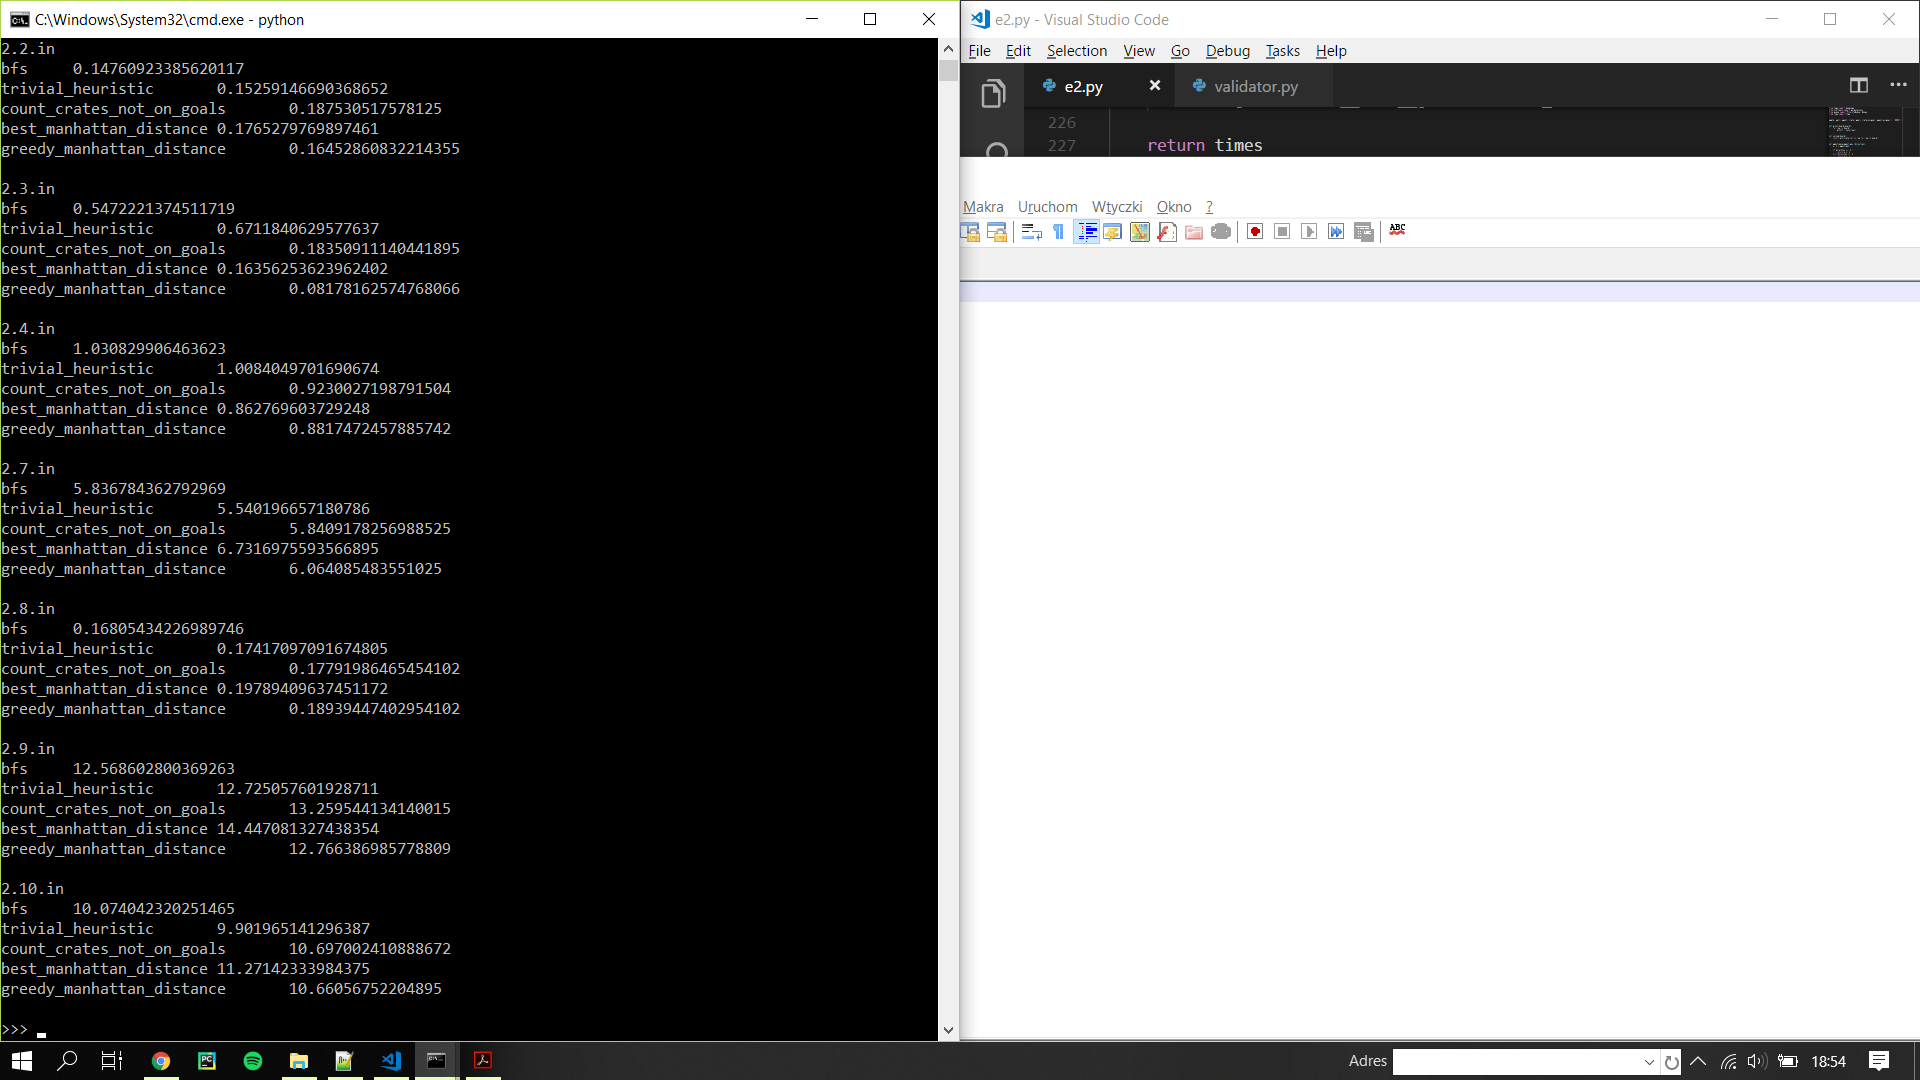 C:\Windows\System32\cmd.exe - python
2.2.in
bfs 0.14760923385620117
trivial_heuristic 0.15259146690368652
count_crates_not_on_goals 0.187530517578125
best_manhattan_distance 0.1765279769897461
greedy_manhattan_distance 0.16452860832214355
2.3.in
bfs 0.5472221374511719
trivial_heuristic 0.6711840629577637
count_crates_not_on_goals 0.18350911140441895
best_manhattan_distance 0.16356253623962402
greedy_manhattan_distance 0.08178162574768066
2.4.in
bfs 1.030829906463623
trivial_heuristic 1.0084049701690674
count_crates_not_on_goals 0.9230027198791504
best_manhattan_distance 0.862769603729248
greedy_manhattan_distance 0.8817472457885742
2.7.in
bfs 5.836784362792969
trivial_heuristic 5.540196657180786
count_crates_not_on_goals 5.8409178256988525
best_manhattan_distance 6.7316975593566895
greedy_manhattan_distance 6.064085483551025
2.8.in
bfs 0.16805434226989746
trivial_heuristic 0.17417097091674805
count_crates_not_on_goals 0.17791986465454102
best_manhattan_distance 0.19789409637451172
greedy_manhattan_distance 0.18939447402954102
2.9.in
bfs 12.568602800369263
trivial_heuristic 12.725057601928711
count_crates_not_on_goals 13.259544134140015
best_manhattan_distance 14.447081327438354
greedy_manhattan_distance 12.766386985778809
2.10.in
bfs 10.074042320251465
trivial_heuristic 9.901965141296387
count_crates_not_on_goals 10.697002410888672
best_manhattan_distance 11.27142333984375
greedy_manhattan_distance 10.66056752204895
>>>
e2.py - Visual Studio Code
File Edit Selection View Go Debug Tasks Help
e2.py validator.py
226
227 return times
Makra Uruchom Wtyczki Okno ?
ABC
Adres 18:54